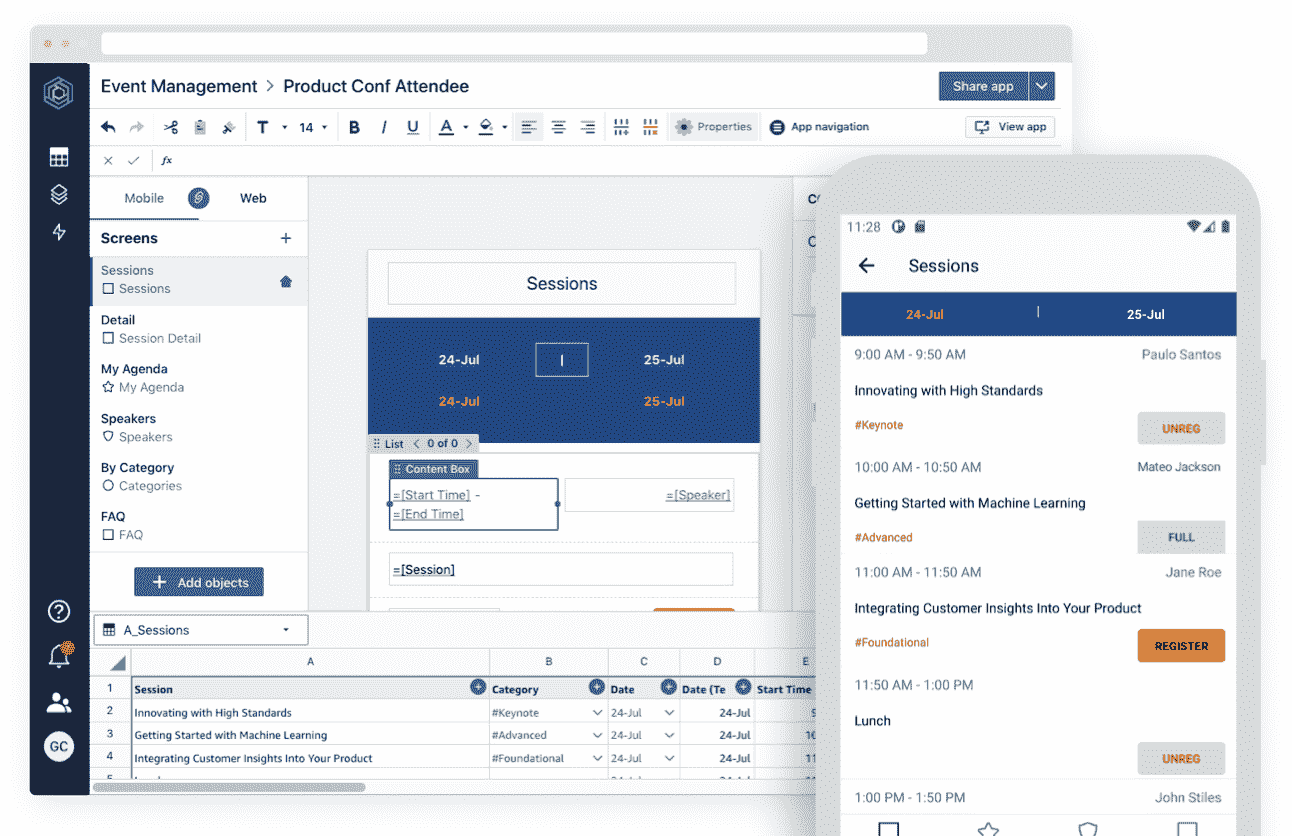 Event Management > Product Conf Attendee
Share app
T 14 B I U A Properties App navigation View app
fx
Mobile Web
Screens +
Sessions
Sessions
Detail
Session Detail
My Agenda
My Agenda
Speakers
Speakers
By Category
Categories
FAQ
FAQ
+ Add objects
GC
Sessions
24-Jul | 25-Jul
24-Jul 25-Jul
List < 0 of 0 >
Content Box
=[Start Time] -
=[End Time]
=[Speaker]
=[Session]
A_Sessions
A B C D E
1 Session Category Date Date (Te Start Time
2 Innovating with High Standards #Keynote 24-Jul 24-Jul
3 Getting Started with Machine Learning #Advanced 24-Jul 24-Jul
4 Integrating Customer Insights Into Your Product #Foundational 24-Jul 24-Jul
11:28
Sessions
24-Jul | 25-Jul
9:00 AM - 9:50 AM Paulo Santos
Innovating with High Standards
#Keynote UNREG
10:00 AM - 10:50 AM Mateo Jackson
Getting Started with Machine Learning
#Advanced FULL
11:00 AM - 11:50 AM Jane Roe
Integrating Customer Insights Into Your Product
#Foundational REGISTER
11:50 AM - 1:00 PM
Lunch
UNREG
1:00 PM - 1:50 PM John Stiles